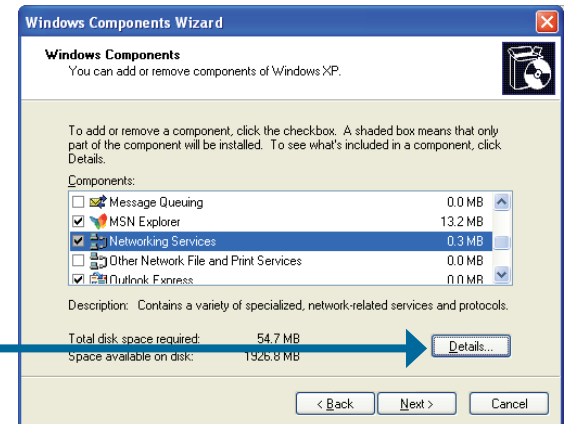 Windows Components Wizard
Windows Components
You can add or remove components of Windows XP.
To add or remove a component, click the checkbox. A shaded box means that only
part of the component will be installed. To see what's included in a component, click
Details.
Components:
Message Queuing 0.0 MB
MSN Explorer 13.2 MB
Networking Services 0.3 MB
Other Network File and Print Services 0.0 MB
Outlook Express 0.0 MB
Description: Contains a variety of specialized, network-related services and protocols.
Total disk space required: 54.7 MB
Space available on disk: 1926.8 MB
Details...
< Back Next > Cancel